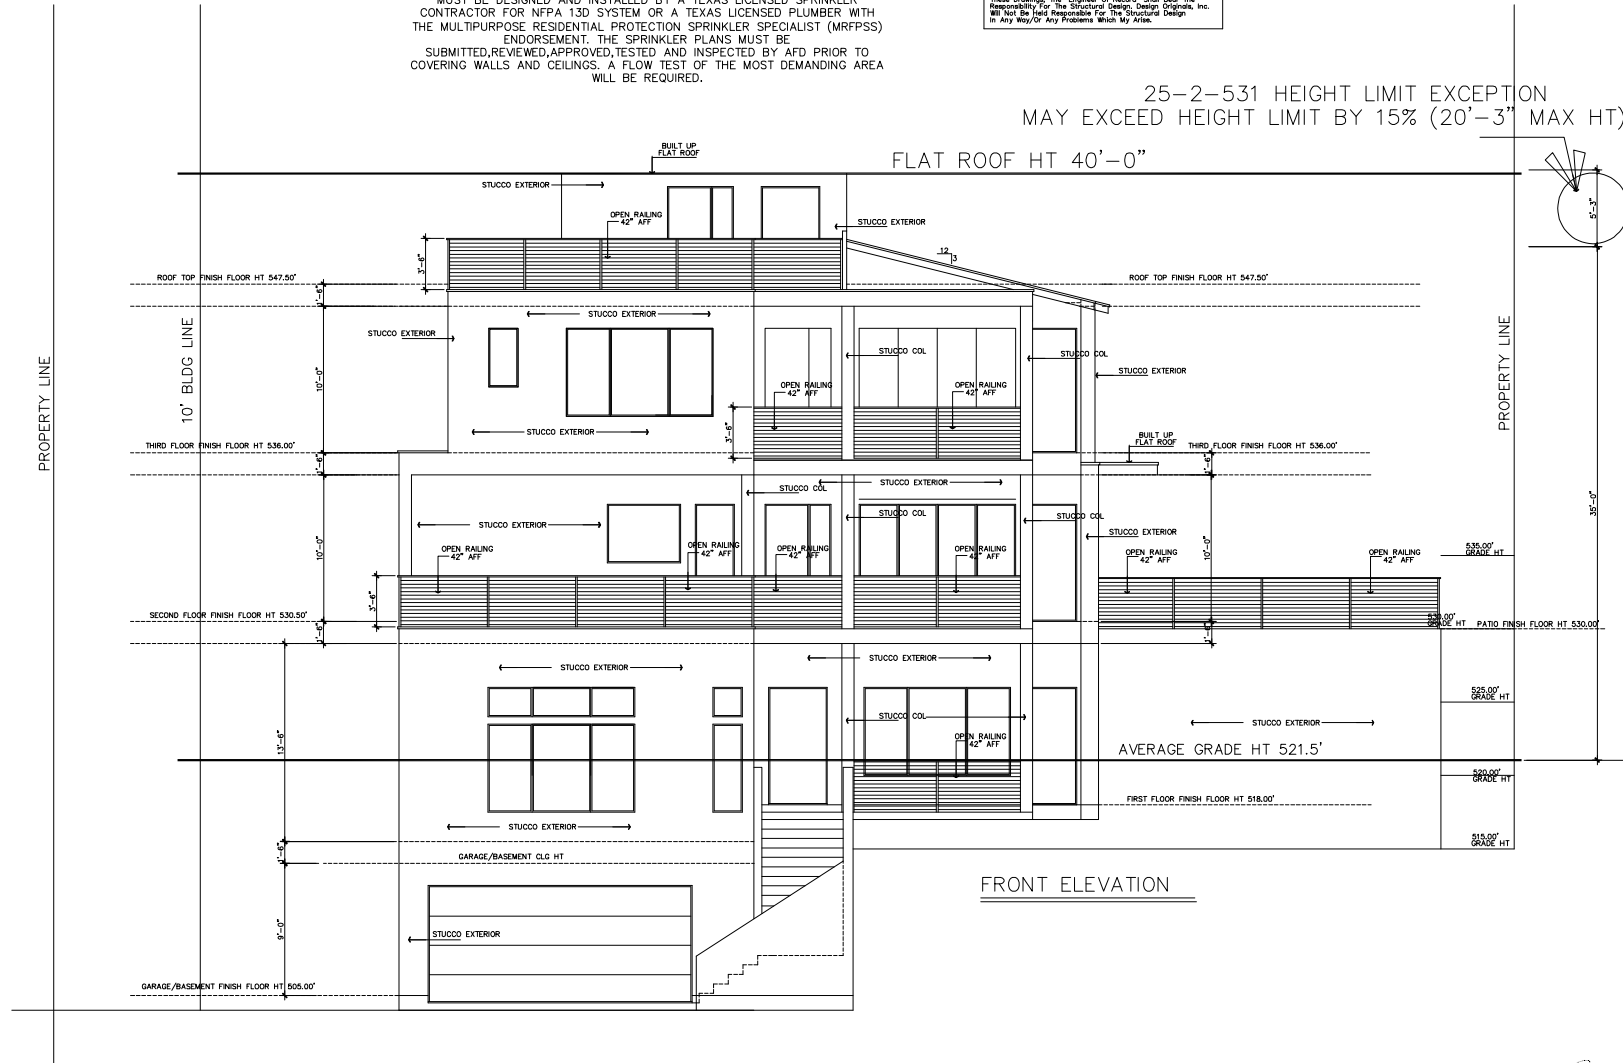 MUST BE DESIGNED AND INSTALLED BY A TEXAS LICENSED SPRINKLER
CONTRACTOR FOR NFPA 13D SYSTEM OR A TEXAS LICENSED PLUMBER WITH
THE MULTIPURPOSE RESIDENTIAL PROTECTION SPRINKLER SPECIALIST (MRFPSS)
ENDORSEMENT. THE SPRINKLER PLANS MUST BE
SUBMITTED,REVIEWED,APPROVED,TESTED AND INSPECTED BY AFD PRIOR TO
COVERING WALLS AND CEILINGS. A FLOW TEST OF THE MOST DEMANDING AREA
WILL BE REQUIRED.
Responsibility For The Structural Design. Design Originals, Inc.
Will Not Be Held Responsible For The Structural Design
In Any Way/Or Any Problems Which My Arise.
25-2-531 HEIGHT LIMIT EXCEPTION
MAY EXCEED HEIGHT LIMIT BY 15% (20'-3" MAX HT)
FLAT ROOF HT 40'-0"
BUILT UP
FLAT ROOF
STUCCO EXTERIOR
OPEN RAILING
42" AFF
STUCCO EXTERIOR
5'-3"
12
3
3'-6"
ROOF TOP FINISH FLOOR HT 547.50'
ROOF TOP FINISH FLOOR HT 547.50'
1'-6"
STUCCO EXTERIOR
STUCCO EXTERIOR
STUCCO COL
STUCCO COL
STUCCO EXTERIOR
10'-0"
OPEN RAILING
42" AFF
OPEN RAILING
42" AFF
3'-6"
STUCCO EXTERIOR
PROPERTY LINE
10' BLDG LINE
PROPERTY LINE
BUILT UP
FLAT ROOF
THIRD FLOOR FINISH FLOOR HT 536.00'
THIRD FLOOR FINISH FLOOR HT 536.00'
1'-6"
1'-6"
STUCCO EXTERIOR
STUCCO COL
STUCCO COL
STUCCO COL
STUCCO EXTERIOR
STUCCO EXTERIOR
35'-0"
10'-0"
10'-0"
OPEN RAILING
42" AFF
OPEN RAILING
42" AFF
OPEN RAILING
42" AFF
OPEN RAILING
42" AFF
OPEN RAILING
42" AFF
OPEN RAILING
42" AFF
535.00'
GRADE HT
3'-6"
SECOND FLOOR FINISH FLOOR HT 530.50'
530.00'
GRADE HT
PATIO FINISH FLOOR HT 530.00'
1'-6"
1'-6"
STUCCO EXTERIOR
STUCCO EXTERIOR
525.00'
GRADE HT
STUCCO COL
STUCCO EXTERIOR
13'-6"
OPEN RAILING
42" AFF
AVERAGE GRADE HT 521.5'
520.00'
GRADE HT
FIRST FLOOR FINISH FLOOR HT 518.00'
STUCCO EXTERIOR
515.00'
GRADE HT
1'-6"
GARAGE/BASEMENT CLG HT
FRONT ELEVATION
9'-0"
STUCCO EXTERIOR
GARAGE/BASEMENT FINISH FLOOR HT 505.00'